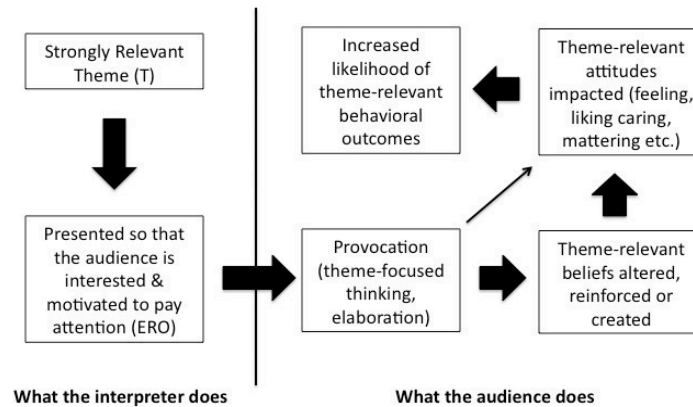 Strongly Relevant
Theme (T)
Presented so that
the audience is
interested &
motivated to pay
attention (ERO)
What the interpreter does
Increased
likelihood of
theme-relevant
behavioral
outcomes
Theme-relevant
attitudes
impacted (feeling,
liking caring,
mattering etc.)
Provocation
(theme-focused
thinking,
elaboration)
Theme-relevant
beliefs altered,
reinforced or
created
What the audience does